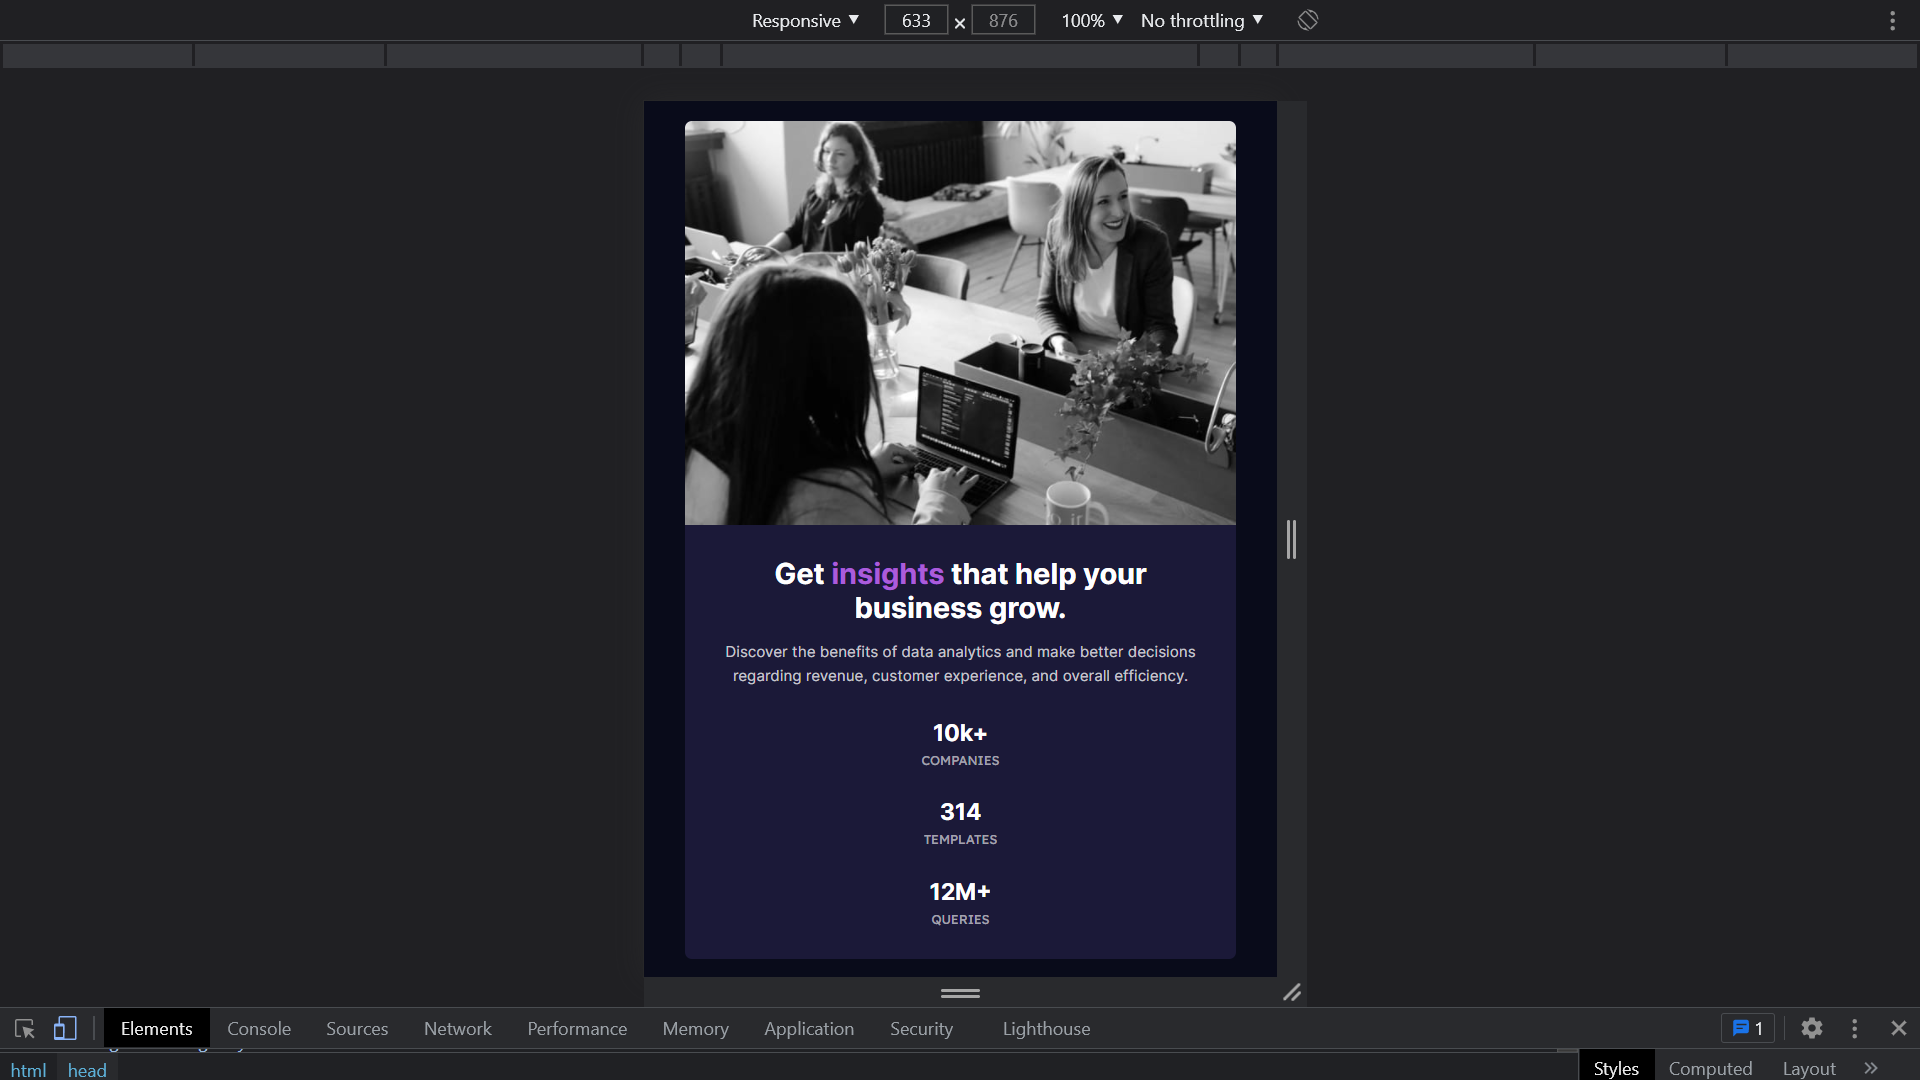 Responsive ▼ 633 × 876 100% ▼ No throttling ▼
Get insights that help your
business grow.
Discover the benefits of data analytics and make better decisions
regarding revenue, customer experience, and overall efficiency.
10k+
COMPANIES
314
TEMPLATES
12M+
QUERIES
Elements Console Sources Network Performance Memory Application Security Lighthouse 1
html head Styles Computed Layout »